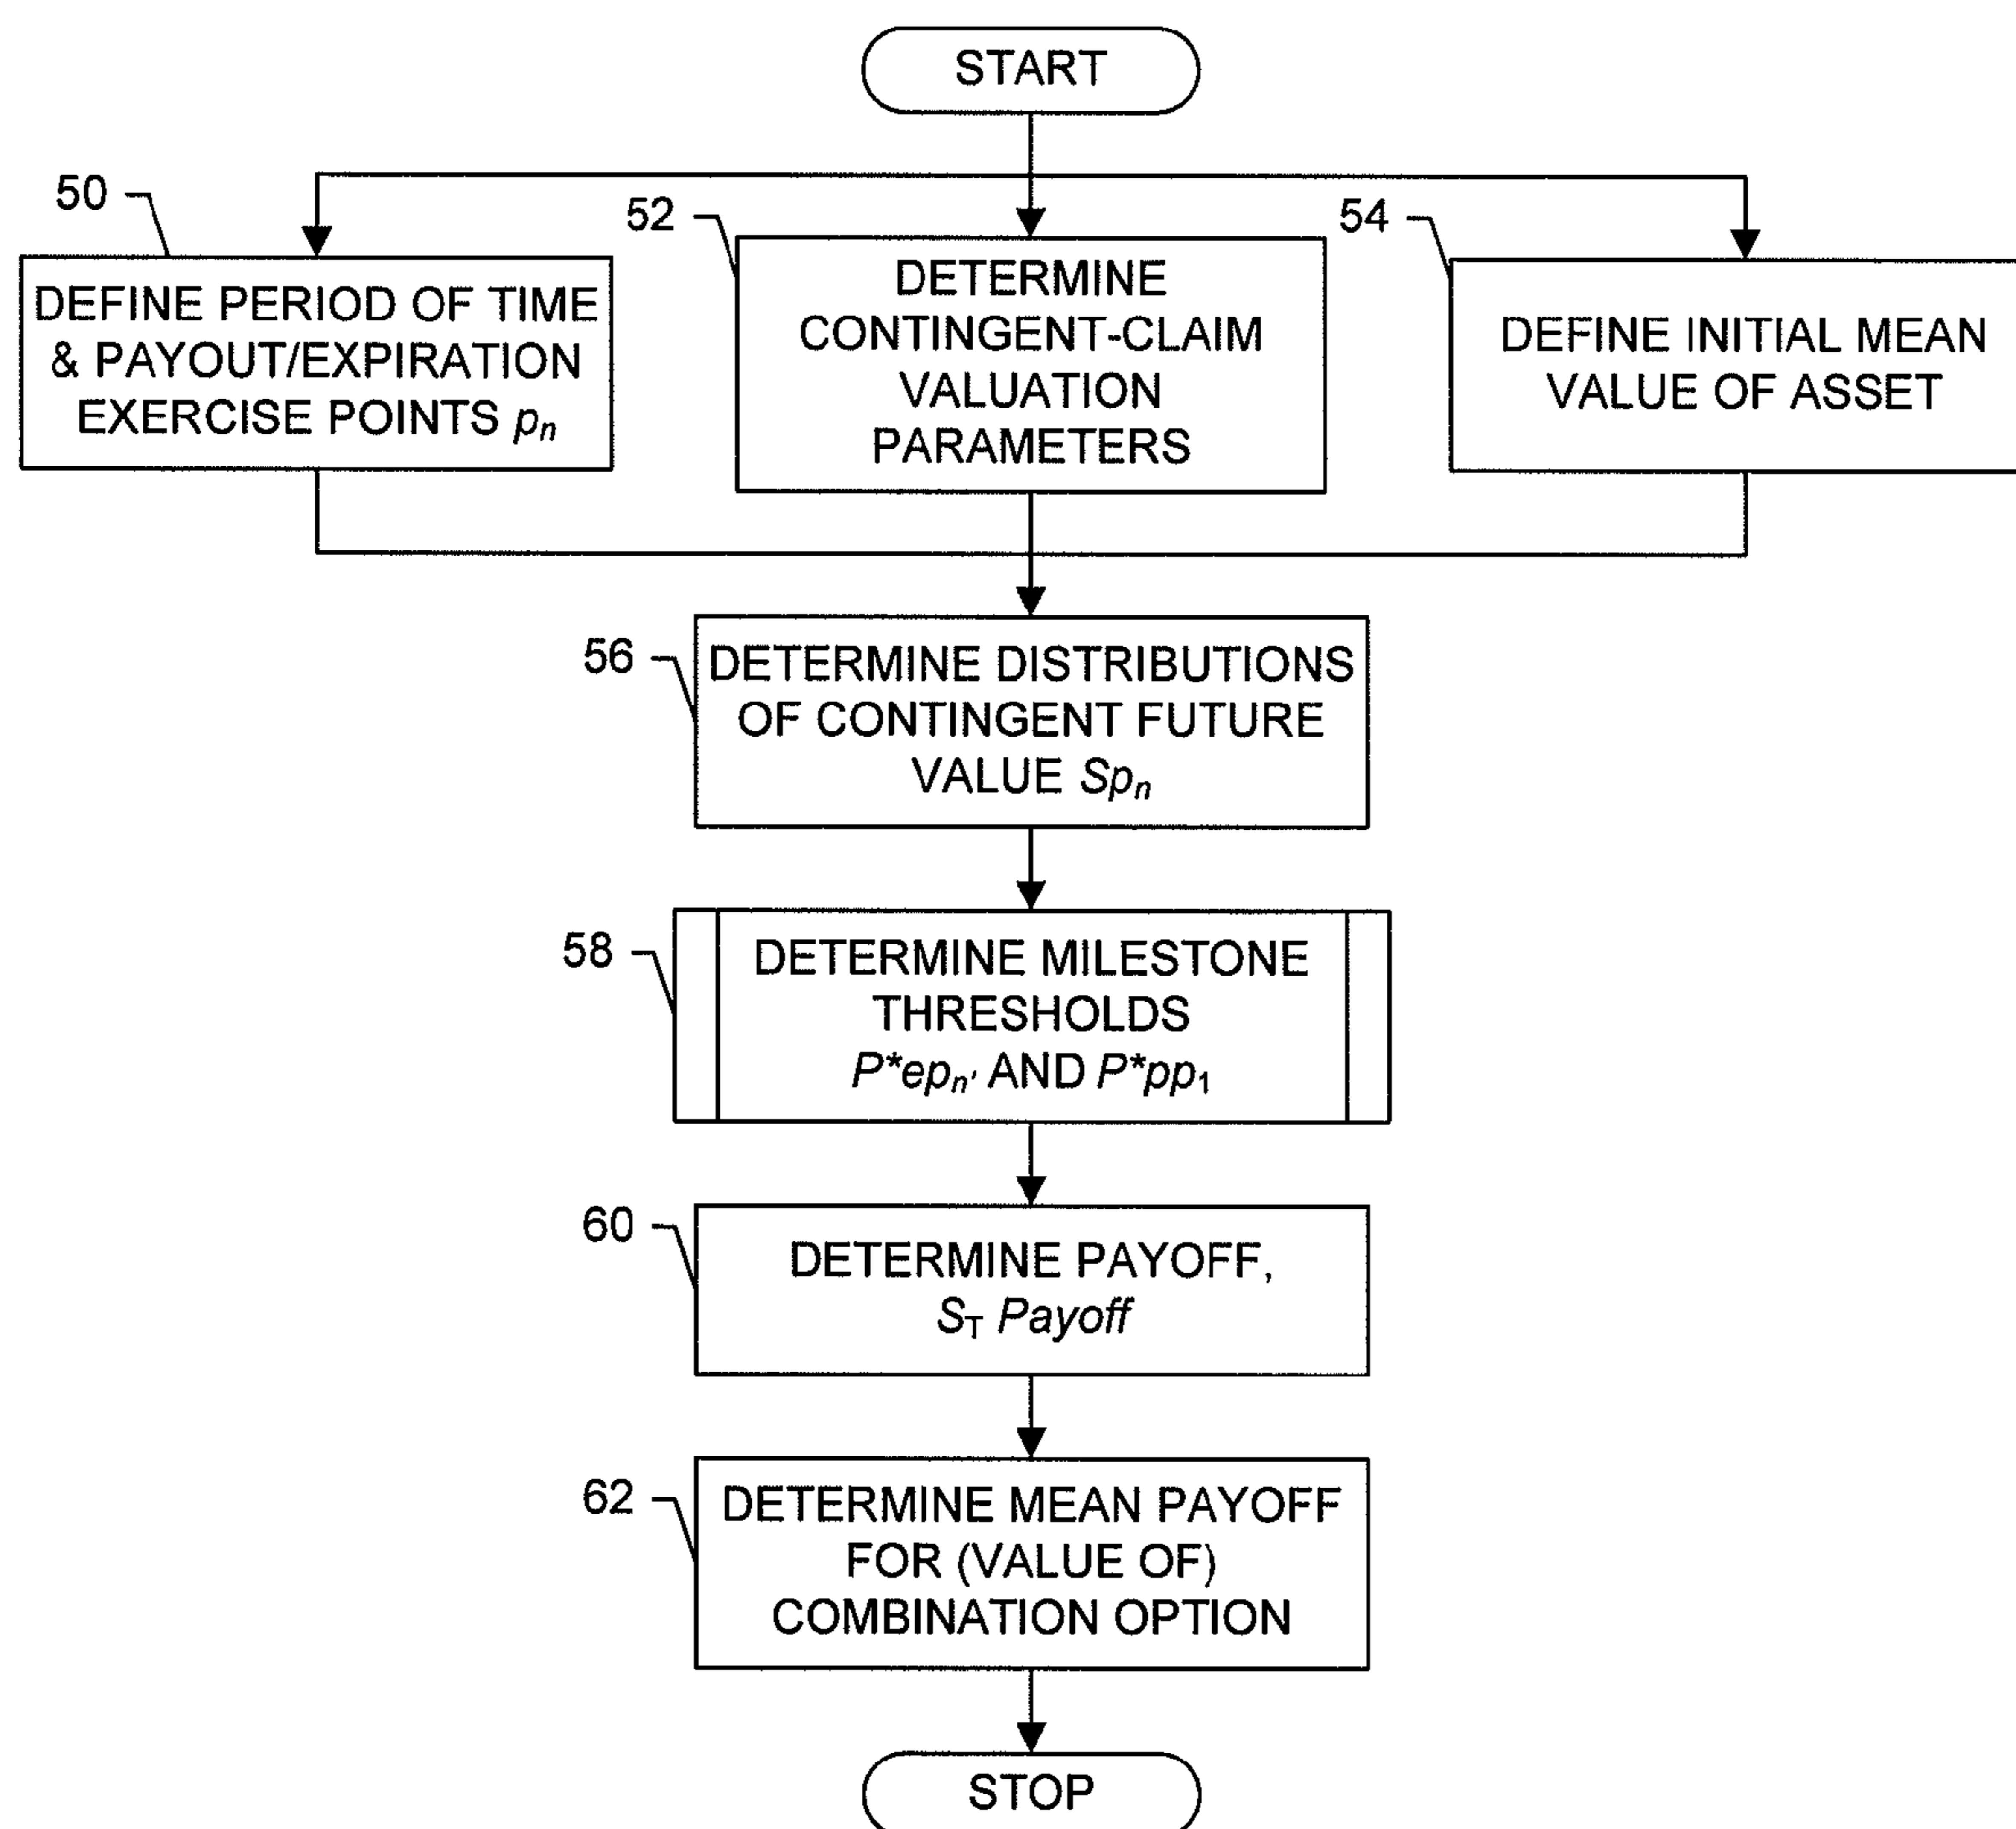 START
50
DEFINE PERIOD OF TIME
& PAYOUT/EXPIRATION
EXERCISE POINTS pₙ
52
DETERMINE
CONTINGENT-CLAIM
VALUATION
PARAMETERS
54
DEFINE INITIAL MEAN
VALUE OF ASSET
56
DETERMINE DISTRIBUTIONS
OF CONTINGENT FUTURE
VALUE Spₙ
58
DETERMINE MILESTONE
THRESHOLDS
P*epₙ' AND P*pp₁
60
DETERMINE PAYOFF,
S_T Payoff
62
DETERMINE MEAN PAYOFF
FOR (VALUE OF)
COMBINATION OPTION
STOP